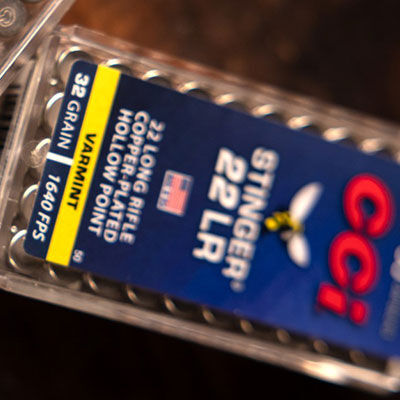 CCi
STINGER®
22 LR
22 LONG RIFLE
COPPER-PLATED
HOLLOW POINT
VARMINT
50
32 GRAIN | 1640 FPS